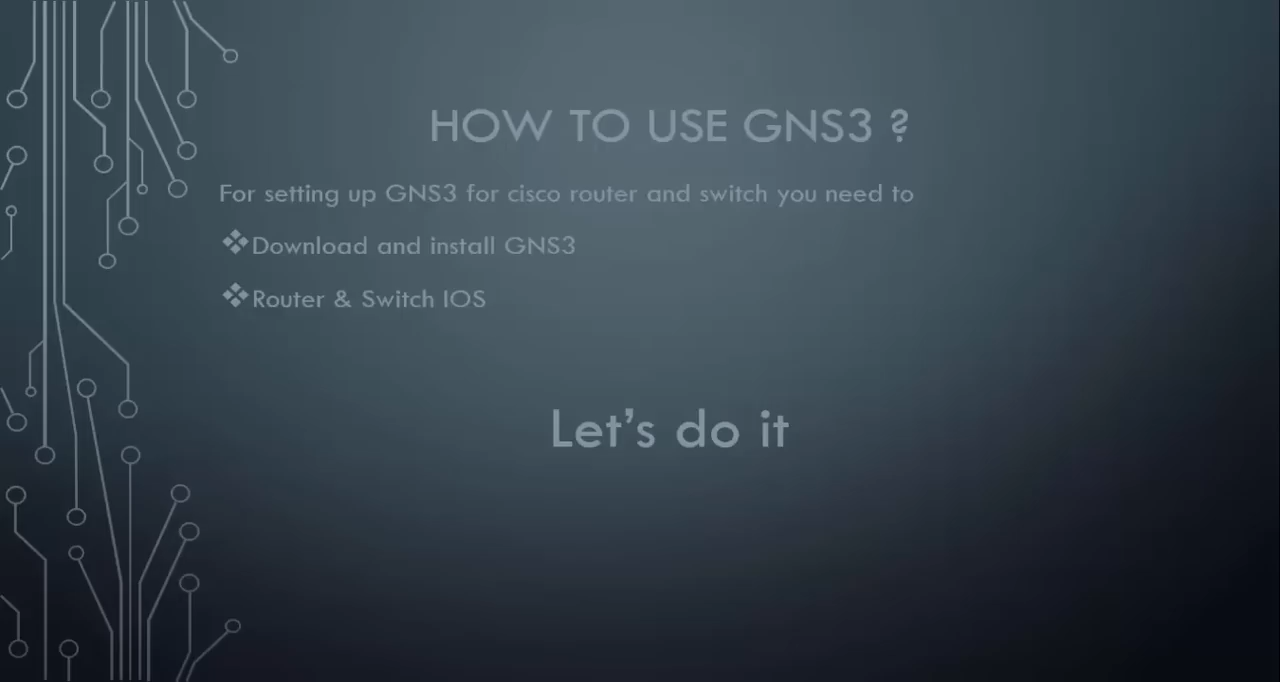 HOW TO USE GNS3 ?
For setting up GNS3 for cisco router and switch you need to
❖Download and install GNS3
❖Router & Switch IOS
Let’s do it